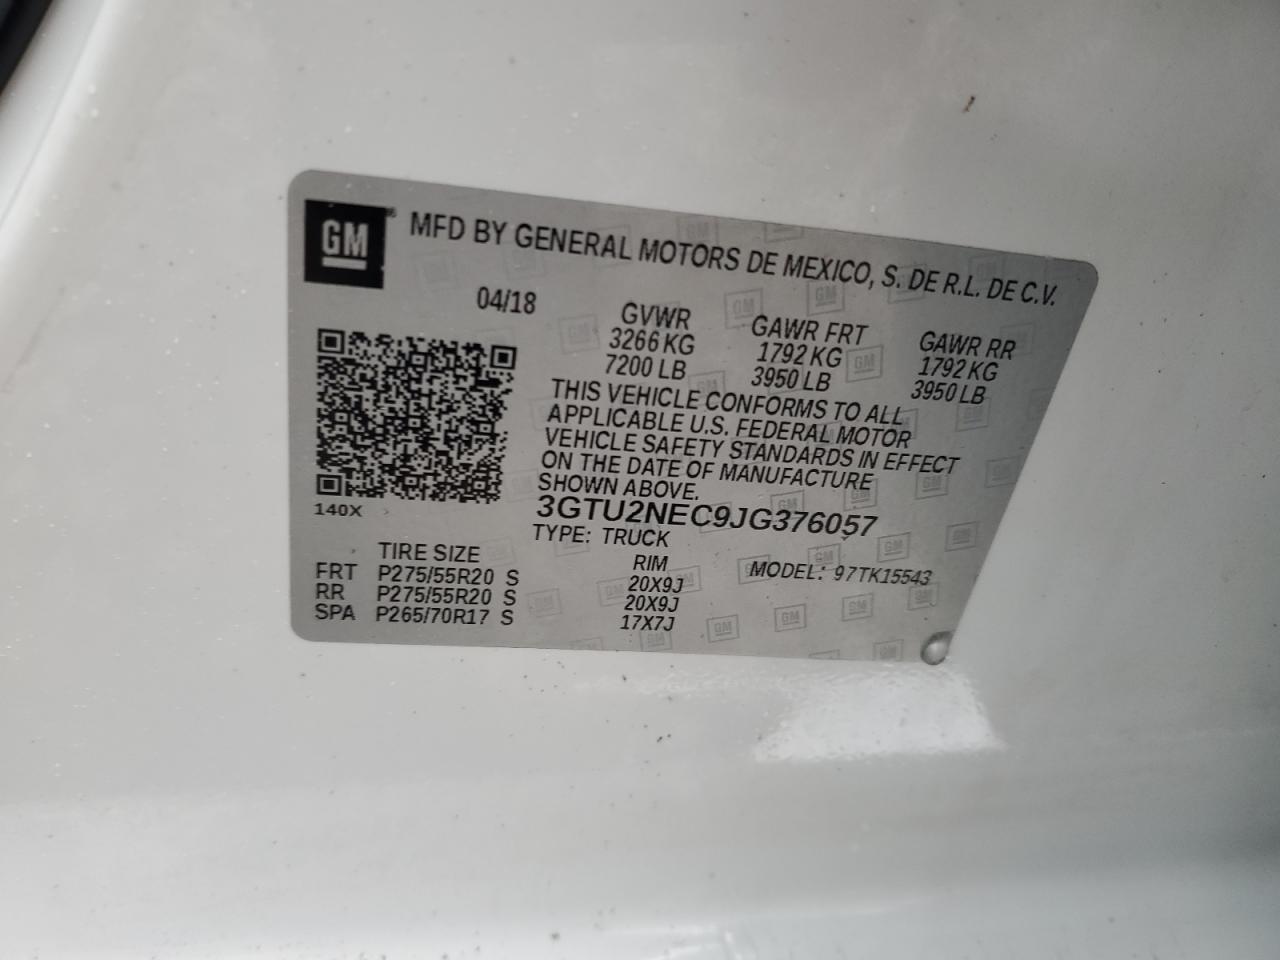 GM® MFD BY GENERAL MOTORS DE MEXICO, S. DE R.L. DE C.V.
04/18 GVWR GAWR FRT GAWR RR
3266 KG 1792 KG 1792 KG
7200 LB 3950 LB 3950 LB
THIS VEHICLE CONFORMS TO ALL
APPLICABLE U.S. FEDERAL MOTOR
VEHICLE SAFETY STANDARDS IN EFFECT
ON THE DATE OF MANUFACTURE
SHOWN ABOVE.
3GTU2NEC9JG376057
140X
TYPE: TRUCK MODEL: 97TK15543
TIRE SIZE RIM
FRT P275/55R20 S 20X9J
RR P275/55R20 S 20X9J
SPA P265/70R17 S 17X7J